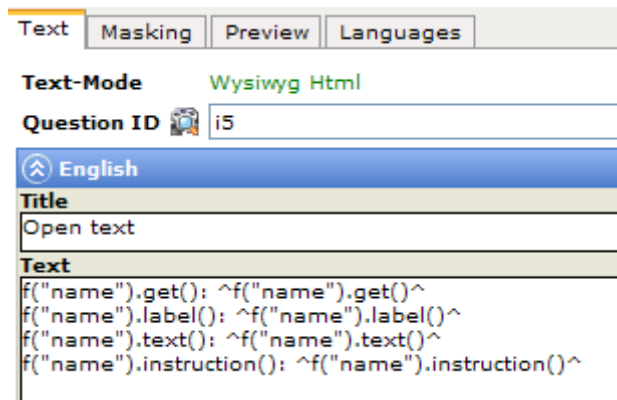 Text Masking Preview Languages
Text-Mode Wysiwyg Html
Question ID i5
English
Title
Open text
Text
f("name").get(): ^f("name").get()^
f("name").label(): ^f("name").label()^
f("name").text(): ^f("name").text()^
f("name").instruction(): ^f("name").instruction()^